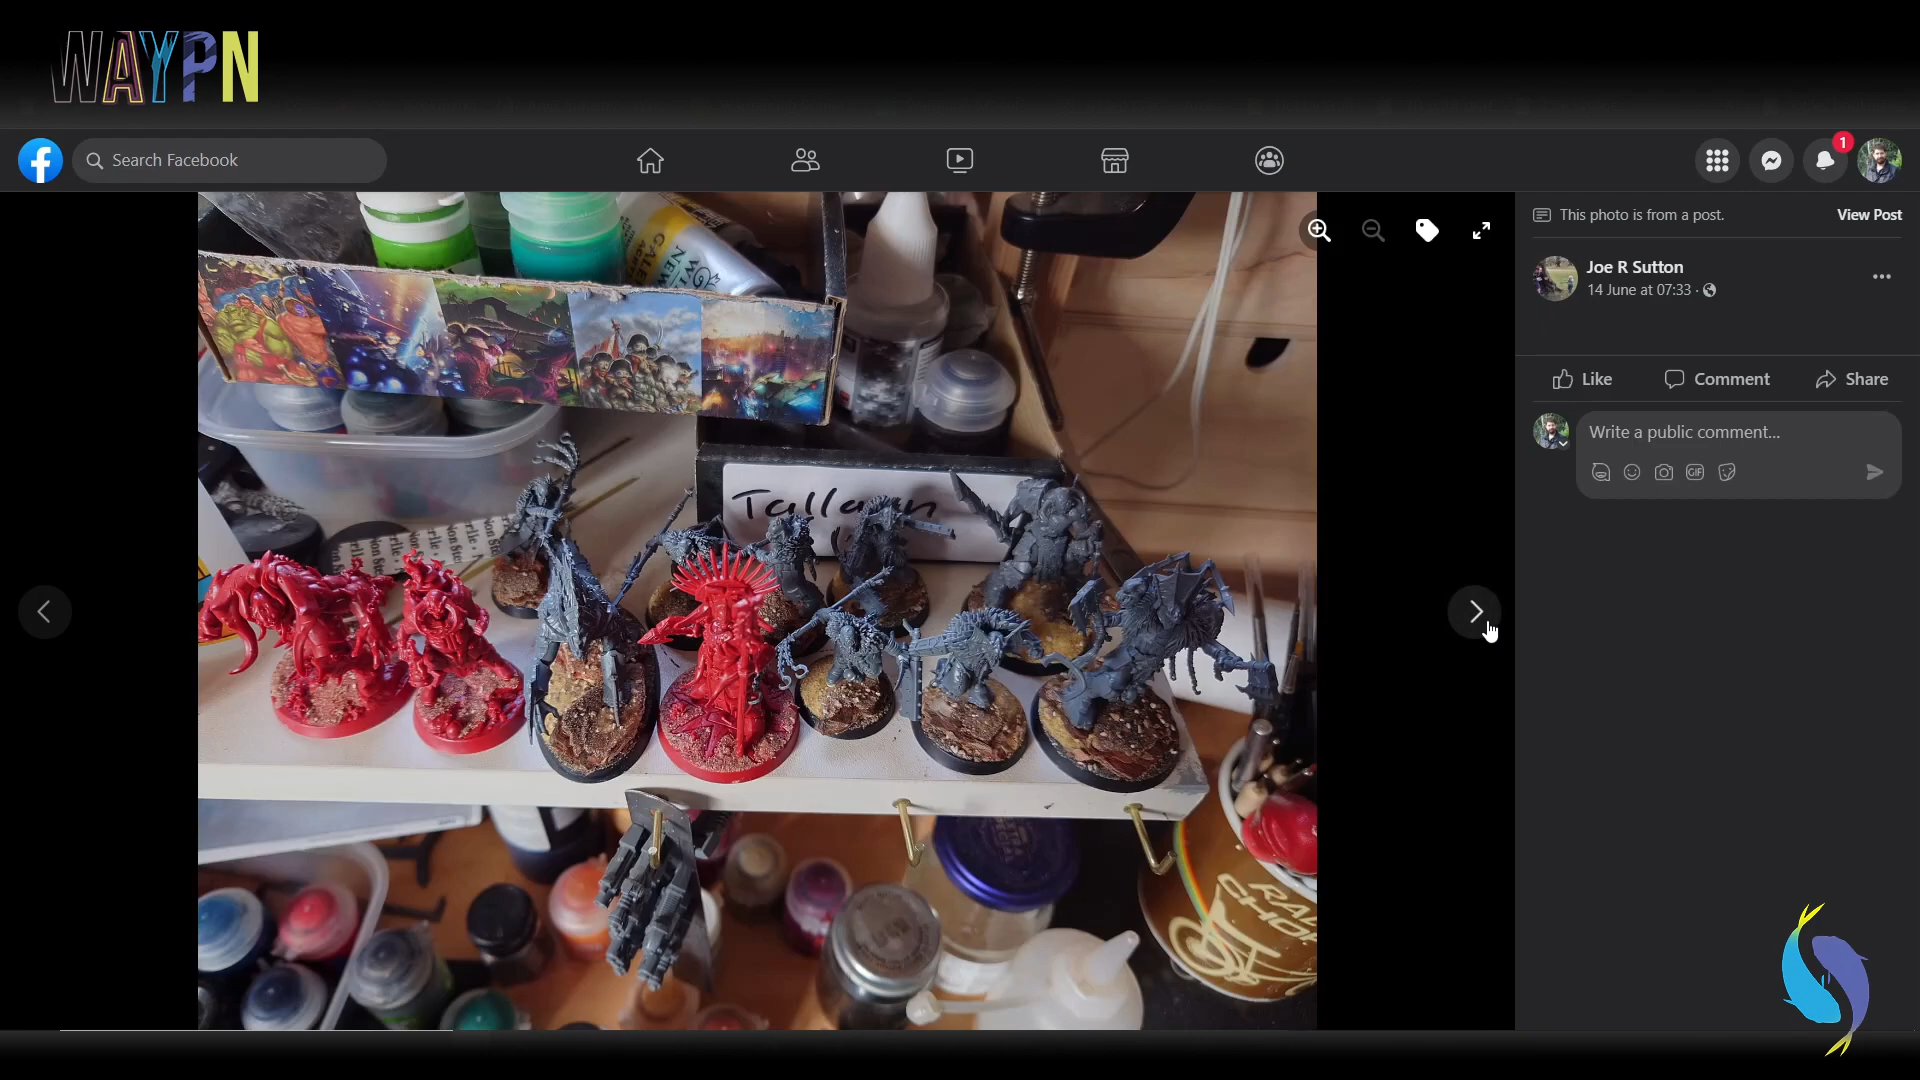 WAYPN
Search Facebook
1
This photo is from a post.
View Post
Joe R Sutton
14 June at 07:33
Like
Comment
Share
Write a public comment...
GIF
Tallarn